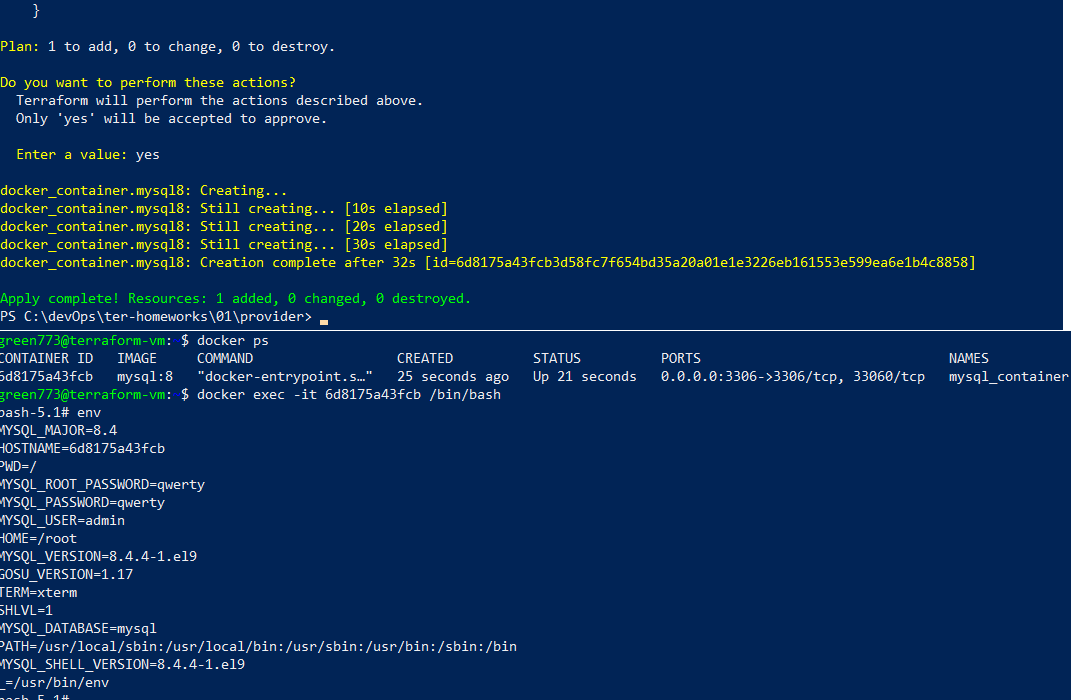 }
Plan: 1 to add, 0 to change, 0 to destroy.
Do you want to perform these actions?
  Terraform will perform the actions described above.
  Only 'yes' will be accepted to approve.
  Enter a value: yes
docker_container.mysql8: Creating...
docker_container.mysql8: Still creating... [10s elapsed]
docker_container.mysql8: Still creating... [20s elapsed]
docker_container.mysql8: Still creating... [30s elapsed]
docker_container.mysql8: Creation complete after 32s [id=6d8175a43fcb3d58fc7f654bd35a20a01e1e3226eb161553e599ea6e1b4c8858]
Apply complete! Resources: 1 added, 0 changed, 0 destroyed.
PS C:\devOps\ter-homeworks\01\provider>
green773@terraform-vm: $ docker ps
CONTAINER ID   IMAGE     COMMAND                  CREATED          STATUS          PORTS                               NAMES
6d8175a43fcb   mysql:8   "docker-entrypoint.s…"   25 seconds ago   Up 21 seconds   0.0.0.0:3306->3306/tcp, 33060/tcp   mysql_container
green773@terraform-vm: $ docker exec -it 6d8175a43fcb /bin/bash
bash-5.1# env
MYSQL_MAJOR=8.4
HOSTNAME=6d8175a43fcb
PWD=/
MYSQL_ROOT_PASSWORD=qwerty
MYSQL_PASSWORD=qwerty
MYSQL_USER=admin
HOME=/root
MYSQL_VERSION=8.4.4-1.el9
GOSU_VERSION=1.17
TERM=xterm
SHLVL=1
MYSQL_DATABASE=mysql
PATH=/usr/local/sbin:/usr/local/bin:/usr/sbin:/usr/bin:/sbin:/bin
MYSQL_SHELL_VERSION=8.4.4-1.el9
_=/usr/bin/env
bash-5.1#